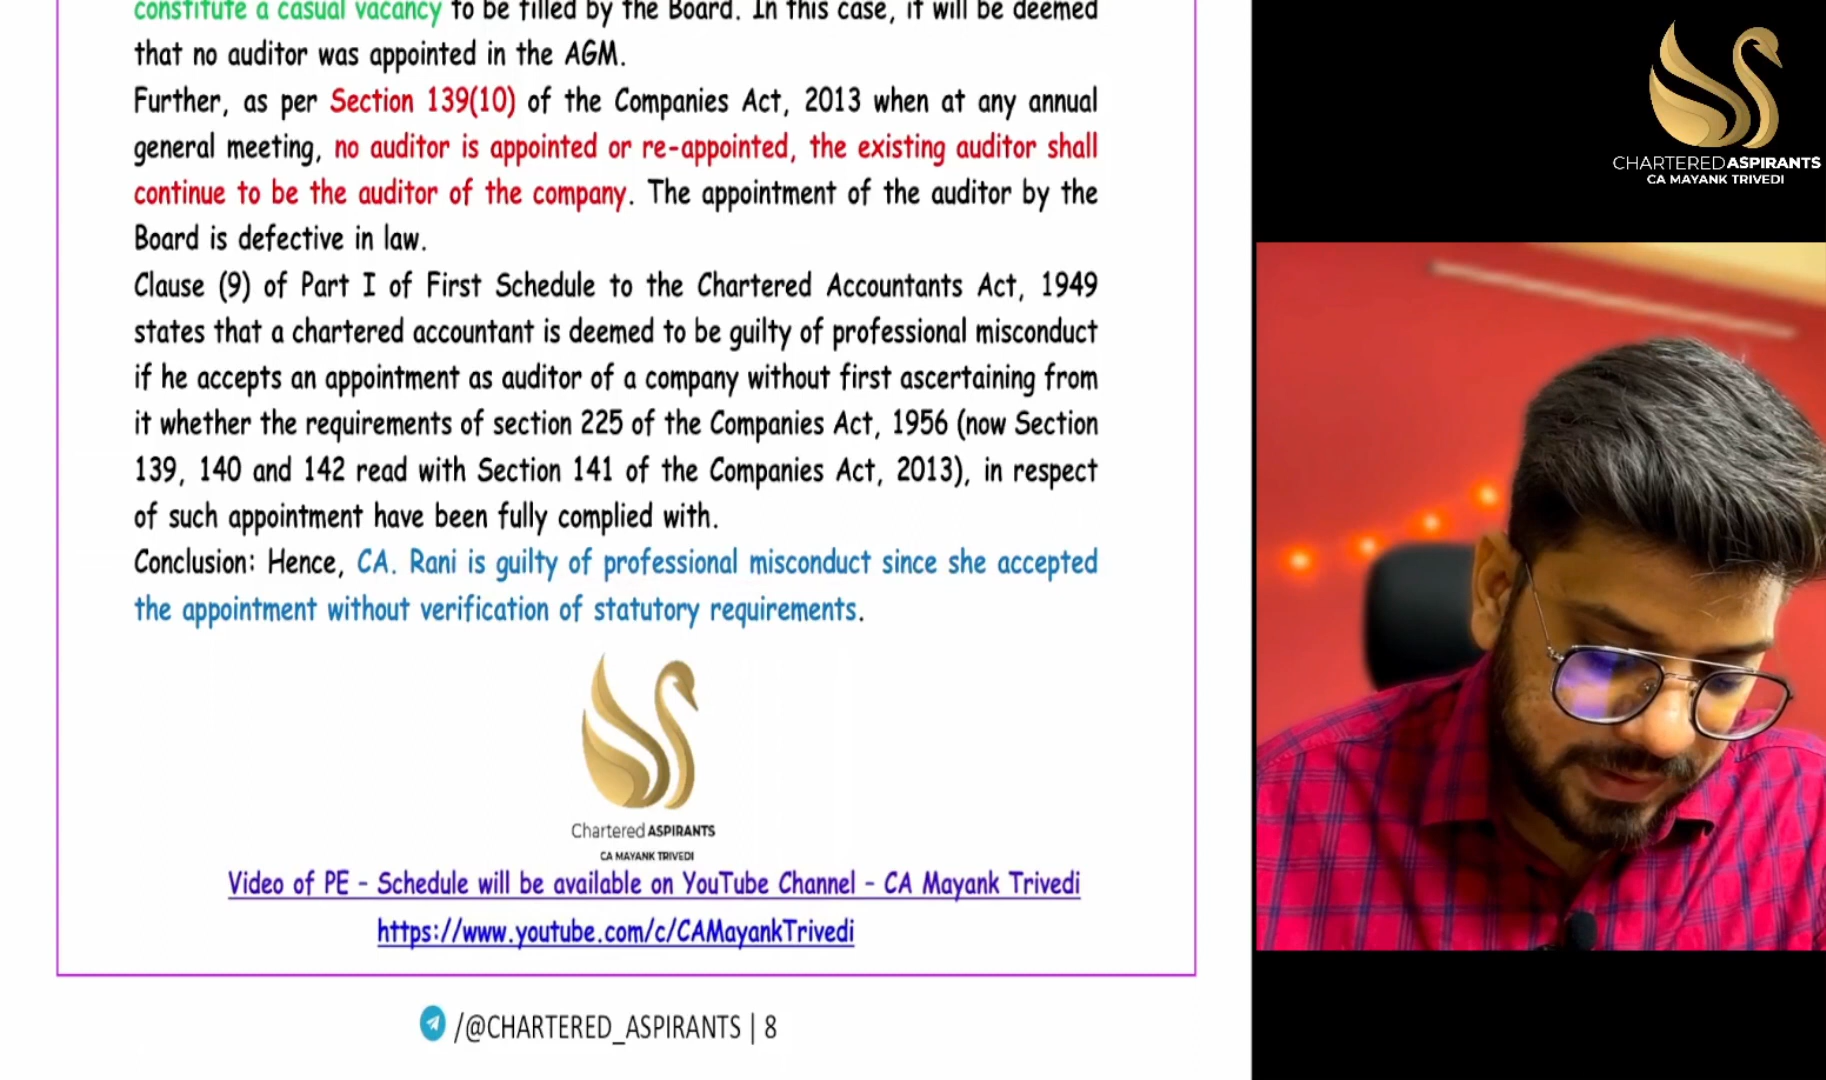 constitute a casual vacancy to be filled by the Board. In this case, it will be deemed
that no auditor was appointed in the AGM.
Further, as per Section 139(10) of the Companies Act, 2013 when at any annual
general meeting, no auditor is appointed or re-appointed, the existing auditor shall
continue to be the auditor of the company. The appointment of the auditor by the
Board is defective in law.
Clause (9) of Part I of First Schedule to the Chartered Accountants Act, 1949
states that a chartered accountant is deemed to be guilty of professional misconduct
if he accepts an appointment as auditor of a company without first ascertaining from
it whether the requirements of section 225 of the Companies Act, 1956 (now Section
139, 140 and 142 read with Section 141 of the Companies Act, 2013), in respect
of such appointment have been fully complied with.
Conclusion: Hence, CA. Rani is guilty of professional misconduct since she accepted
the appointment without verification of statutory requirements.
Chartered ASPIRANTS
CA MAYANK TRIVEDI
Video of PE - Schedule will be available on YouTube Channel - CA Mayank Trivedi
https://www.youtube.com/c/CAMayankTrivedi
/@CHARTERED_ASPIRANTS | 8
CHARTERED ASPIRANTS
CA MAYANK TRIVEDI